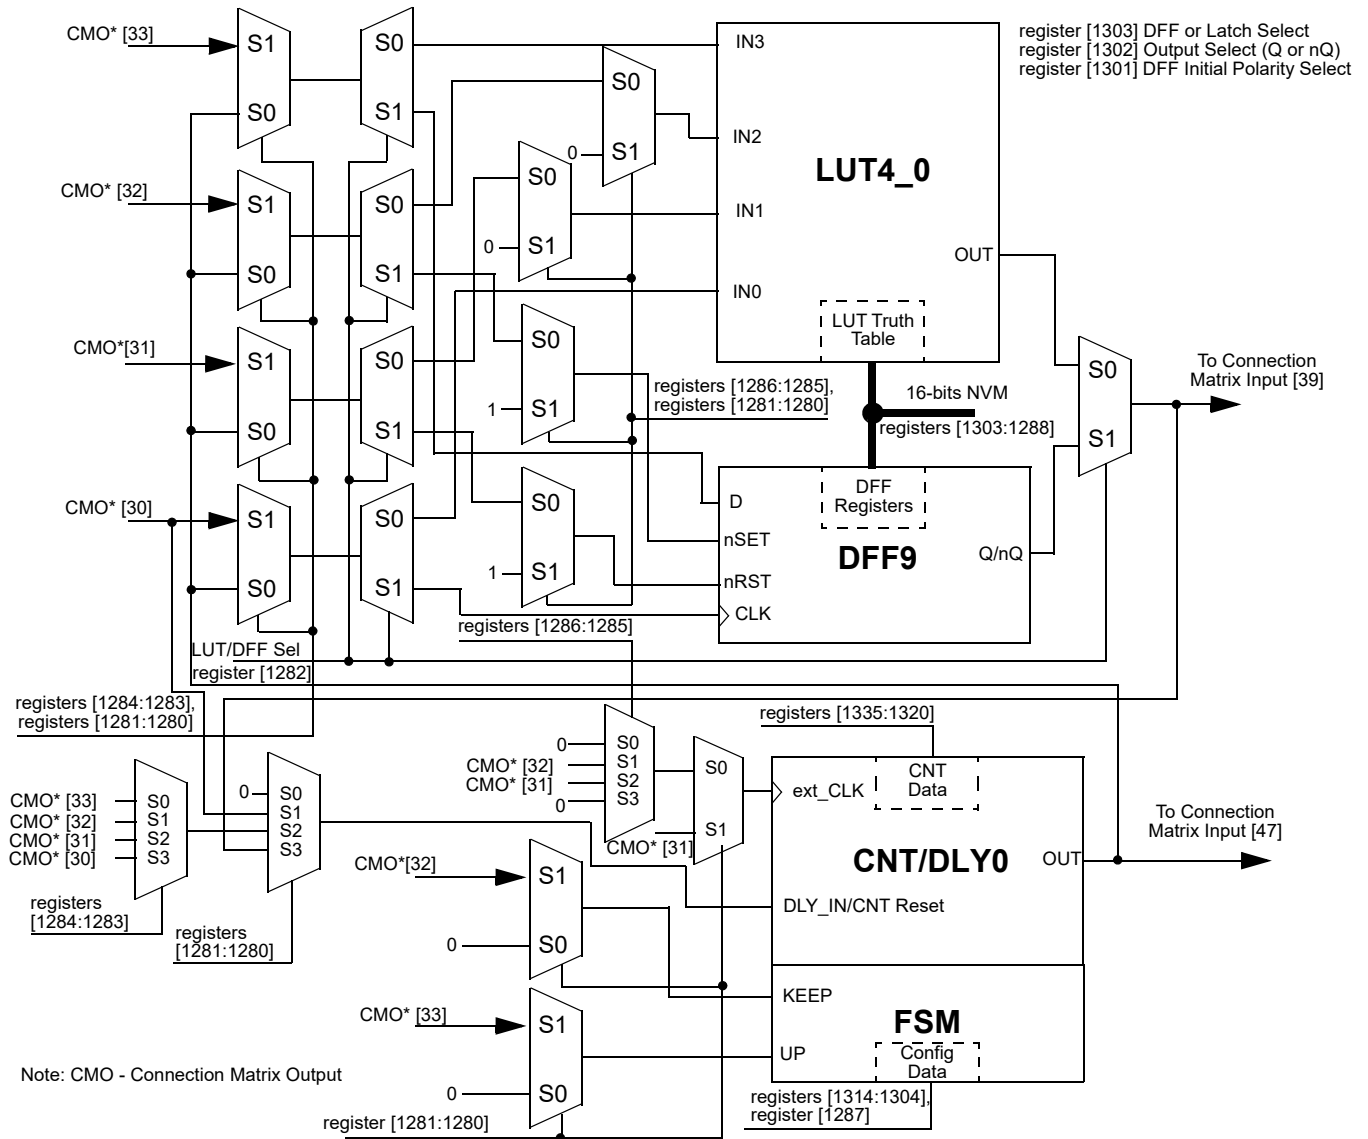 CMO* [33]
S1
S0
S0
S1
IN3
register [1303] DFF or Latch Select
register [1302] Output Select (Q or nQ)
register [1301] DFF Initial Polarity Select
S0
S1
0
IN2
LUT4_0
CMO* [32]
S1
S0
S0
S1
S0
S1
0
IN1
OUT
IN0
LUT Truth
Table
CMO*[31]
S1
S0
S0
S1
S0
S1
1
registers [1286:1285],
registers [1281:1280]
16-bits NVM
registers [1303:1288]
S0
S1
To Connection
Matrix Input [39]
CMO* [30]
S1
S0
S0
S1
S0
S1
1
D
nSET
nRST
CLK
DFF
Registers
DFF9
Q/nQ
registers [1286:1285]
LUT/DFF Sel
register [1282]
registers [1284:1283],
registers [1281:1280]
registers [1335:1320]
0
CMO* [32]
CMO* [31]
0
S0
S1
S2
S3
S0
S1
CMO* [31]
ext_CLK
CNT
Data
CNT/DLY0
OUT
To Connection
Matrix Input [47]
CMO* [33]
CMO* [32]
CMO* [31]
CMO* [30]
S0
S1
S2
S3
0
S0
S1
S2
S3
registers
[1284:1283]
registers
[1281:1280]
CMO*[32]
S1
0
S0
DLY_IN/CNT Reset
KEEP
FSM
CMO* [33]
S1
0
S0
UP
Config
Data
Note: CMO - Connection Matrix Output
register [1281:1280]
registers [1314:1304],
register [1287]